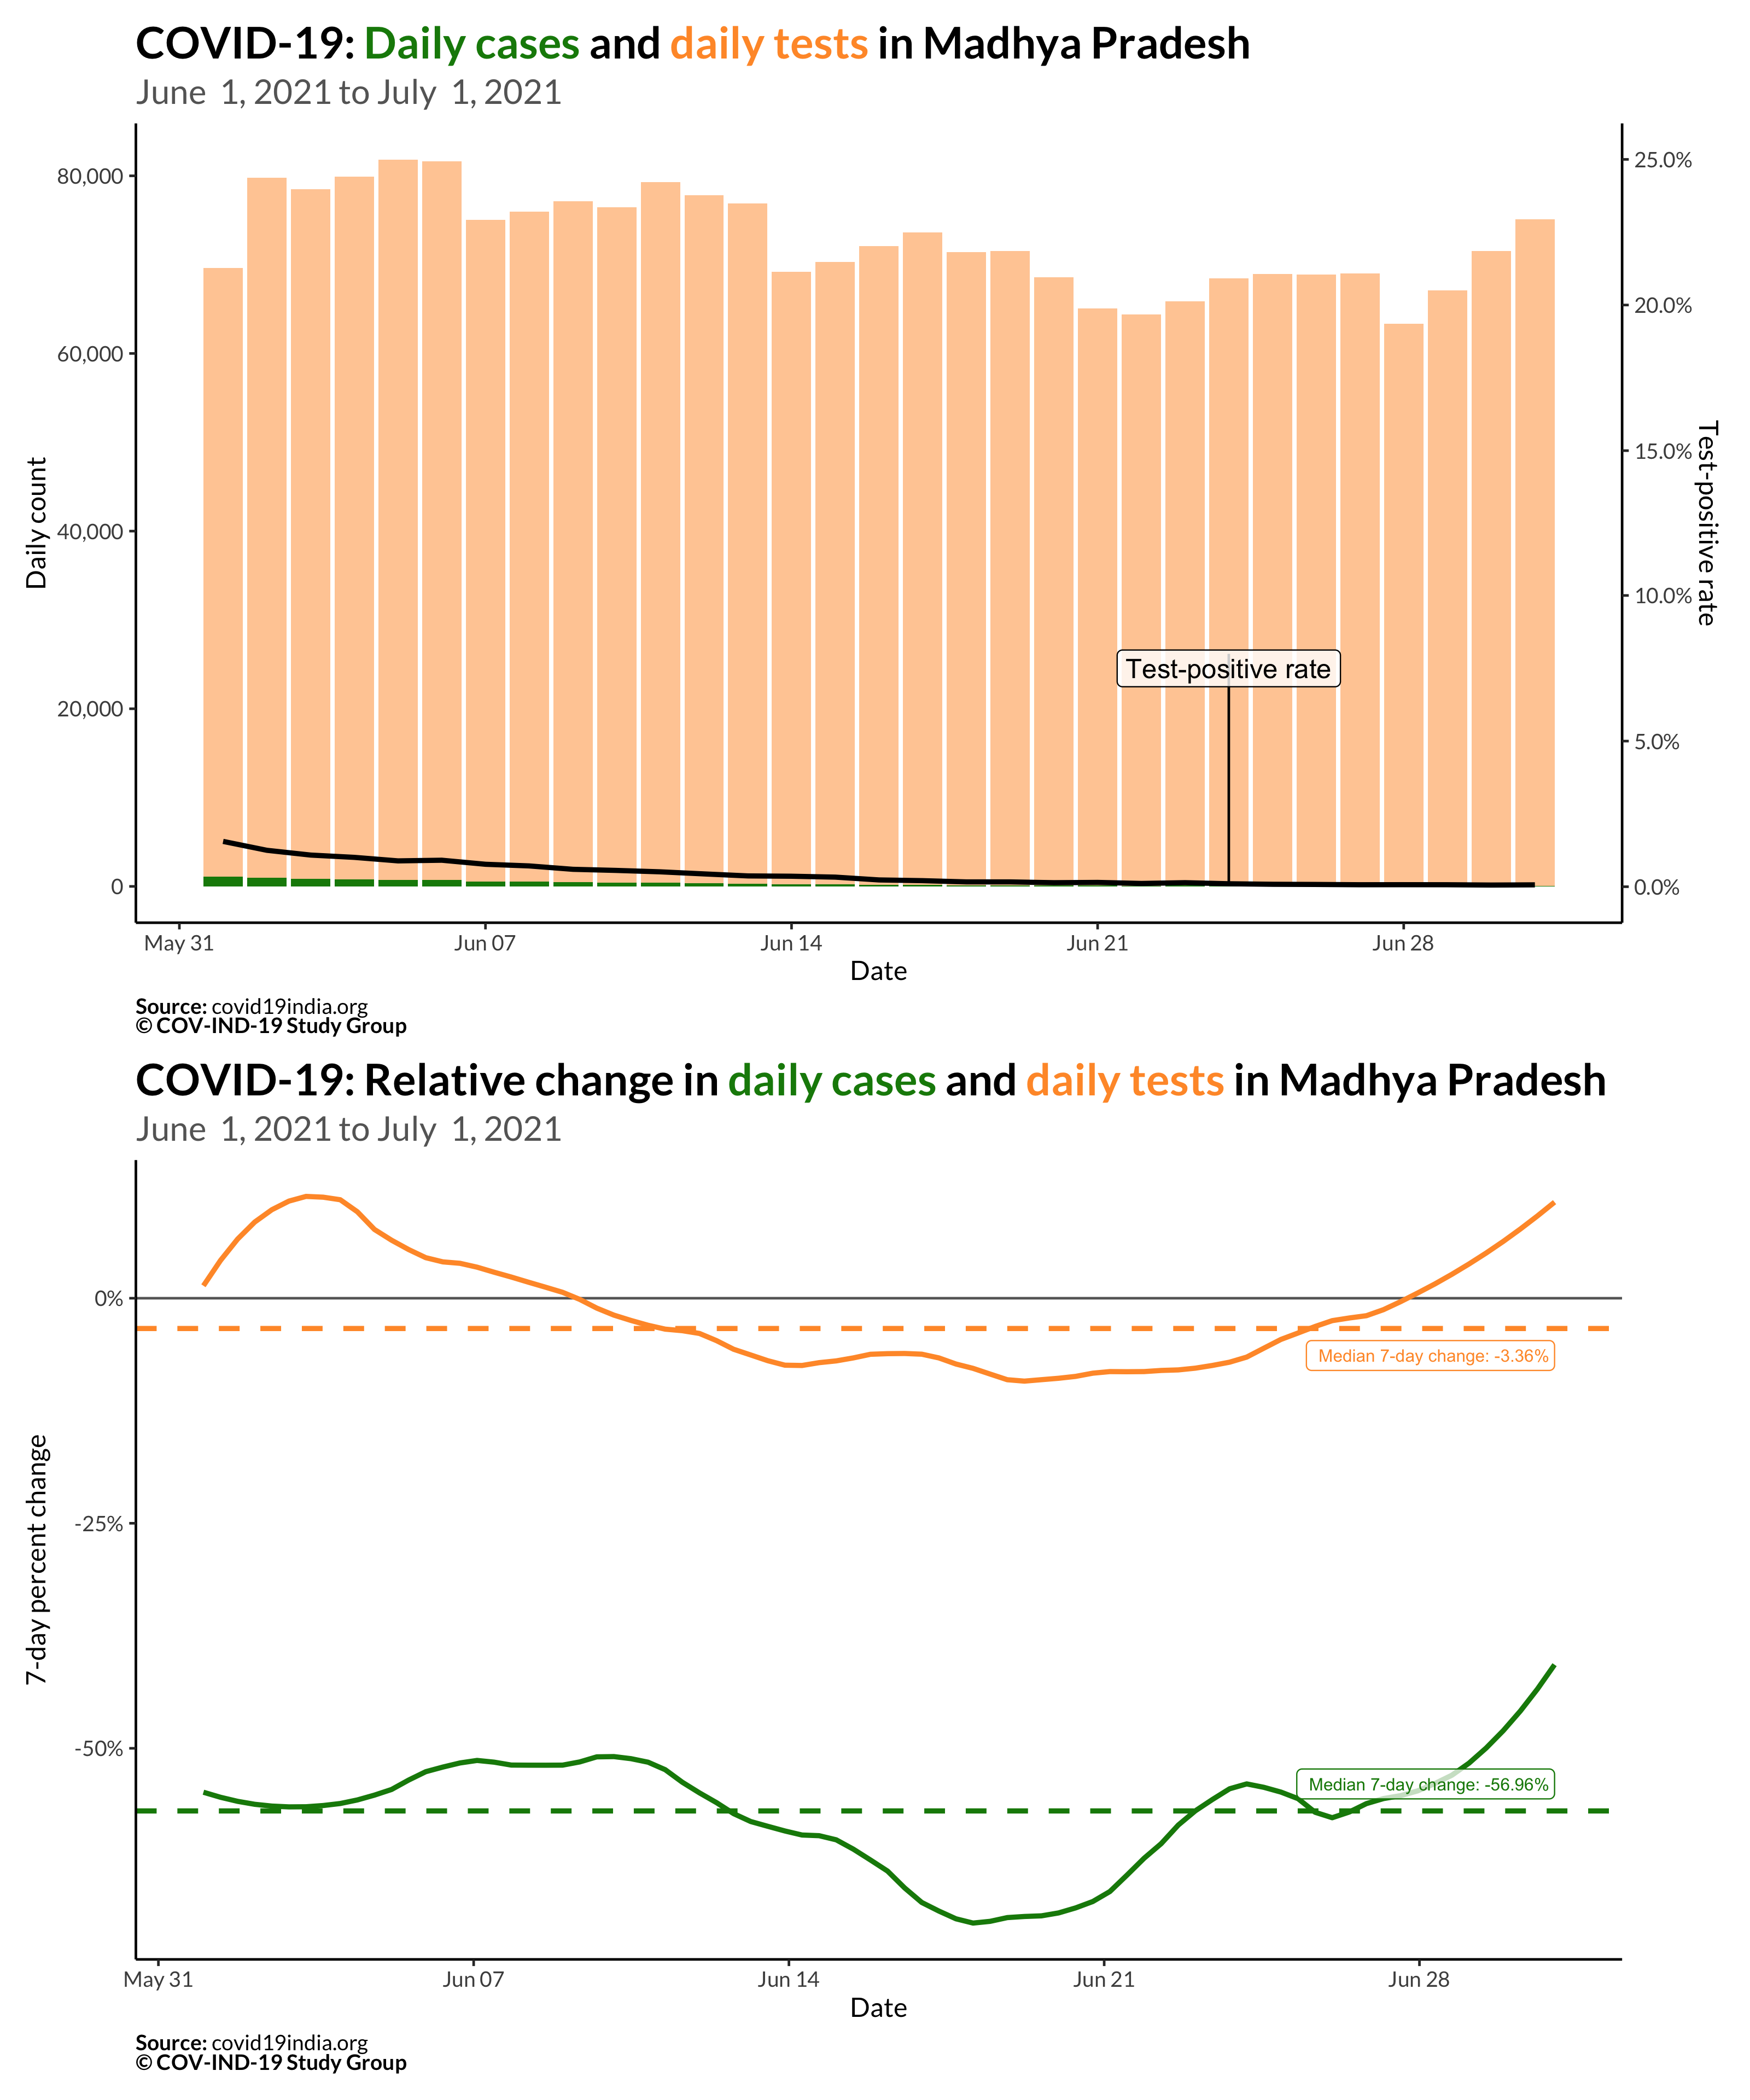 COVID-19: Daily cases and daily tests in Madhya Pradesh
June 1, 2021 to July 1, 2021
80,000
60,000
40,000
20,000
0
Daily count
25.0%
20.0%
15.0%
10.0%
5.0%
0.0%
Test-positive rate
Test-positive rate
May 31
Jun 07
Jun 14
Jun 21
Jun 28
Date
Source: covid19india.org
© COV-IND-19 Study Group
COVID-19: Relative change in daily cases and daily tests in Madhya Pradesh
June 1, 2021 to July 1, 2021
0%
-25%
-50%
7-day percent change
Median 7-day change: -3.36%
Median 7-day change: -56.96%
May 31
Jun 07
Jun 14
Jun 21
Jun 28
Date
Source: covid19india.org
© COV-IND-19 Study Group